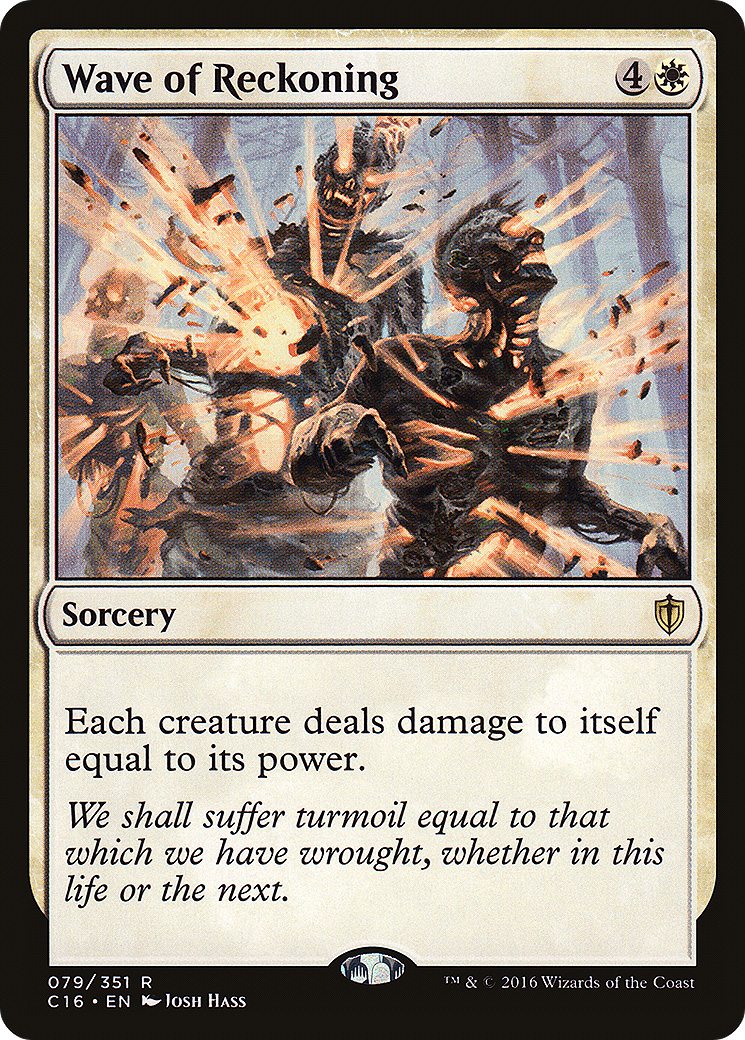 Wave of Reckoning 4
Sorcery
Each creature deals damage to itself
equal to its power.
We shall suffer turmoil equal to that
which we have wrought, whether in this
life or the next.
079/351 R
C16 • EN Josh Hass
™ & © 2016 Wizards of the Coast